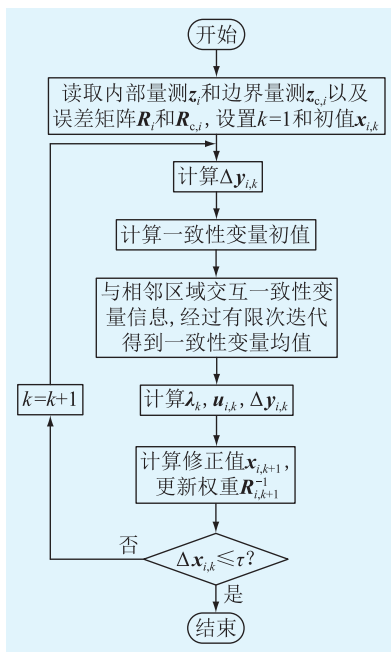 开始
读取内部量测zᵢ和边界量测z_c,i以及
误差矩阵Rᵢ和R_c,i, 设置k=1和初值x_i,k
计算Δy_i,k
计算一致性变量初值
与相邻区域交互一致性变
量信息, 经过有限次迭代
得到一致性变量均值
k=k+1
计算λ_k, u_i,k, Δy_i,k
计算修正值x_i,k+1,
更新权重R_i,k+1^-1
否
Δx_i,k≤τ?
是
结束